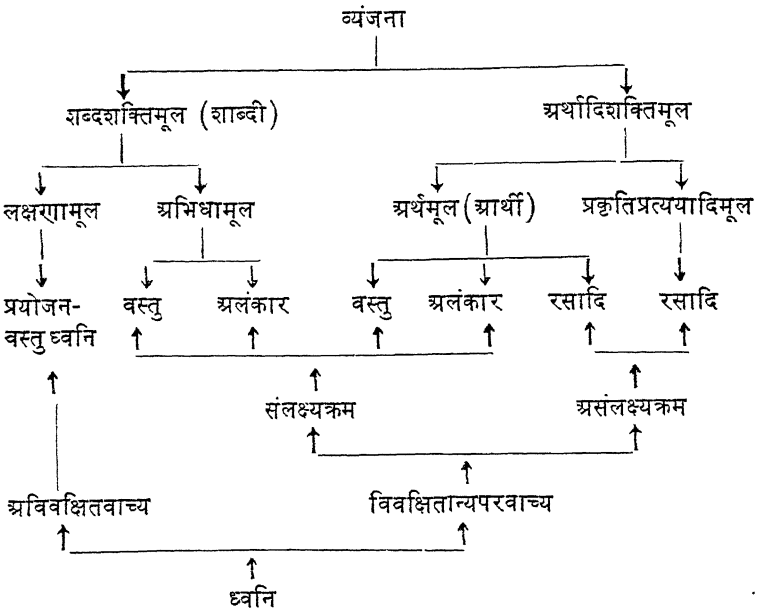 व्यंजना
शब्दशक्तिमूल (शाब्दी) अर्थादिशक्तिमूल
लक्षणामूल अभिधामूल अर्थमूल (आर्थी) प्रकृतिप्रत्ययादिमूल
प्रयोजन- वस्तु अलंकार वस्तु अलंकार रसादि रसादि
वस्तु ध्वनि
संलक्ष्यक्रम असंलक्ष्यक्रम
अविवक्षितवाच्य विवक्षितान्यपरवाच्य
ध्वनि